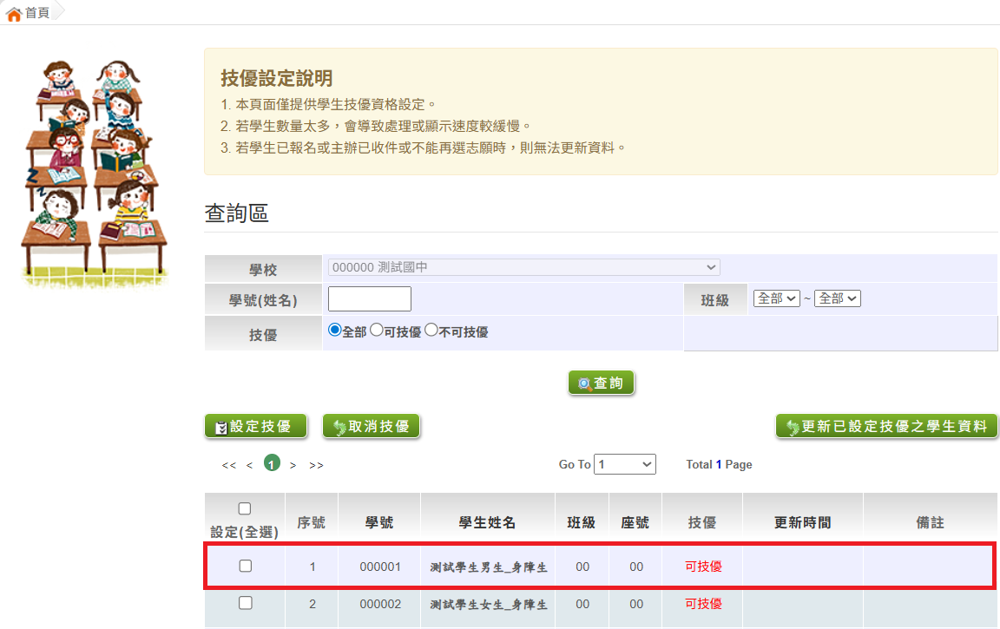 首頁
技優設定說明
1. 本頁面僅提供學生技優資格設定。
2. 若學生數量太多，會導致處理或顯示速度較緩慢。
3. 若學生已報名或主辦已收件或不能再選志願時，則無法更新資料。
查詢區
學校 000000 測試國中
學號(姓名) 班級 全部 ~ 全部
技優 全部 可技優 不可技優
查詢
設定技優 取消技優 更新已設定技優之學生資料
<< < 1 > >> Go To 1 Total 1 Page
設定(全選) 序號 學號 學生姓名 班級 座號 技優 更新時間 備註
1 000001 測試學生男生_身障生 00 00 可技優
2 000002 測試學生女生_身障生 00 00 可技優